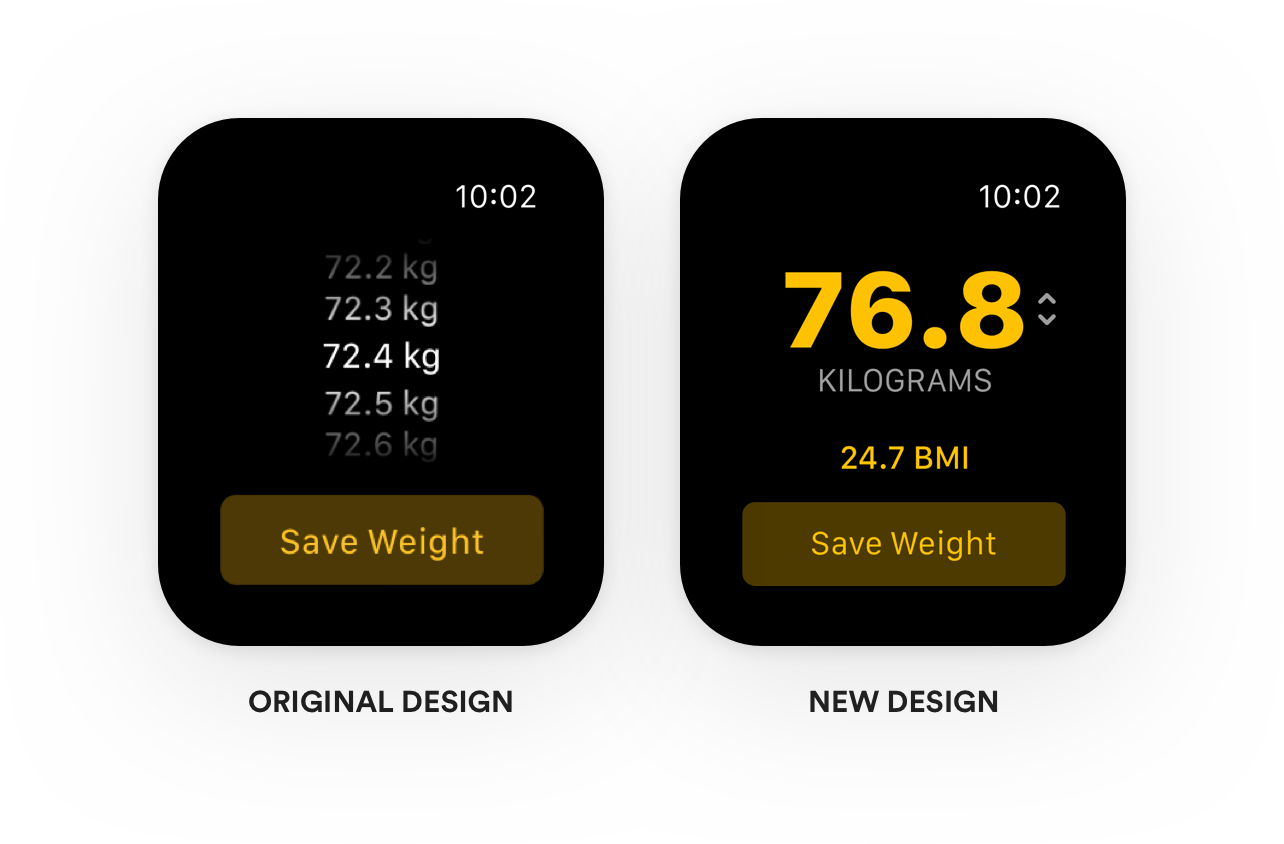 10:02
72.2 kg
72.3 kg
72.4 kg
72.5 kg
72.6 kg
Save Weight
ORIGINAL DESIGN
10:02
76.8
KILOGRAMS
24.7 BMI
Save Weight
NEW DESIGN